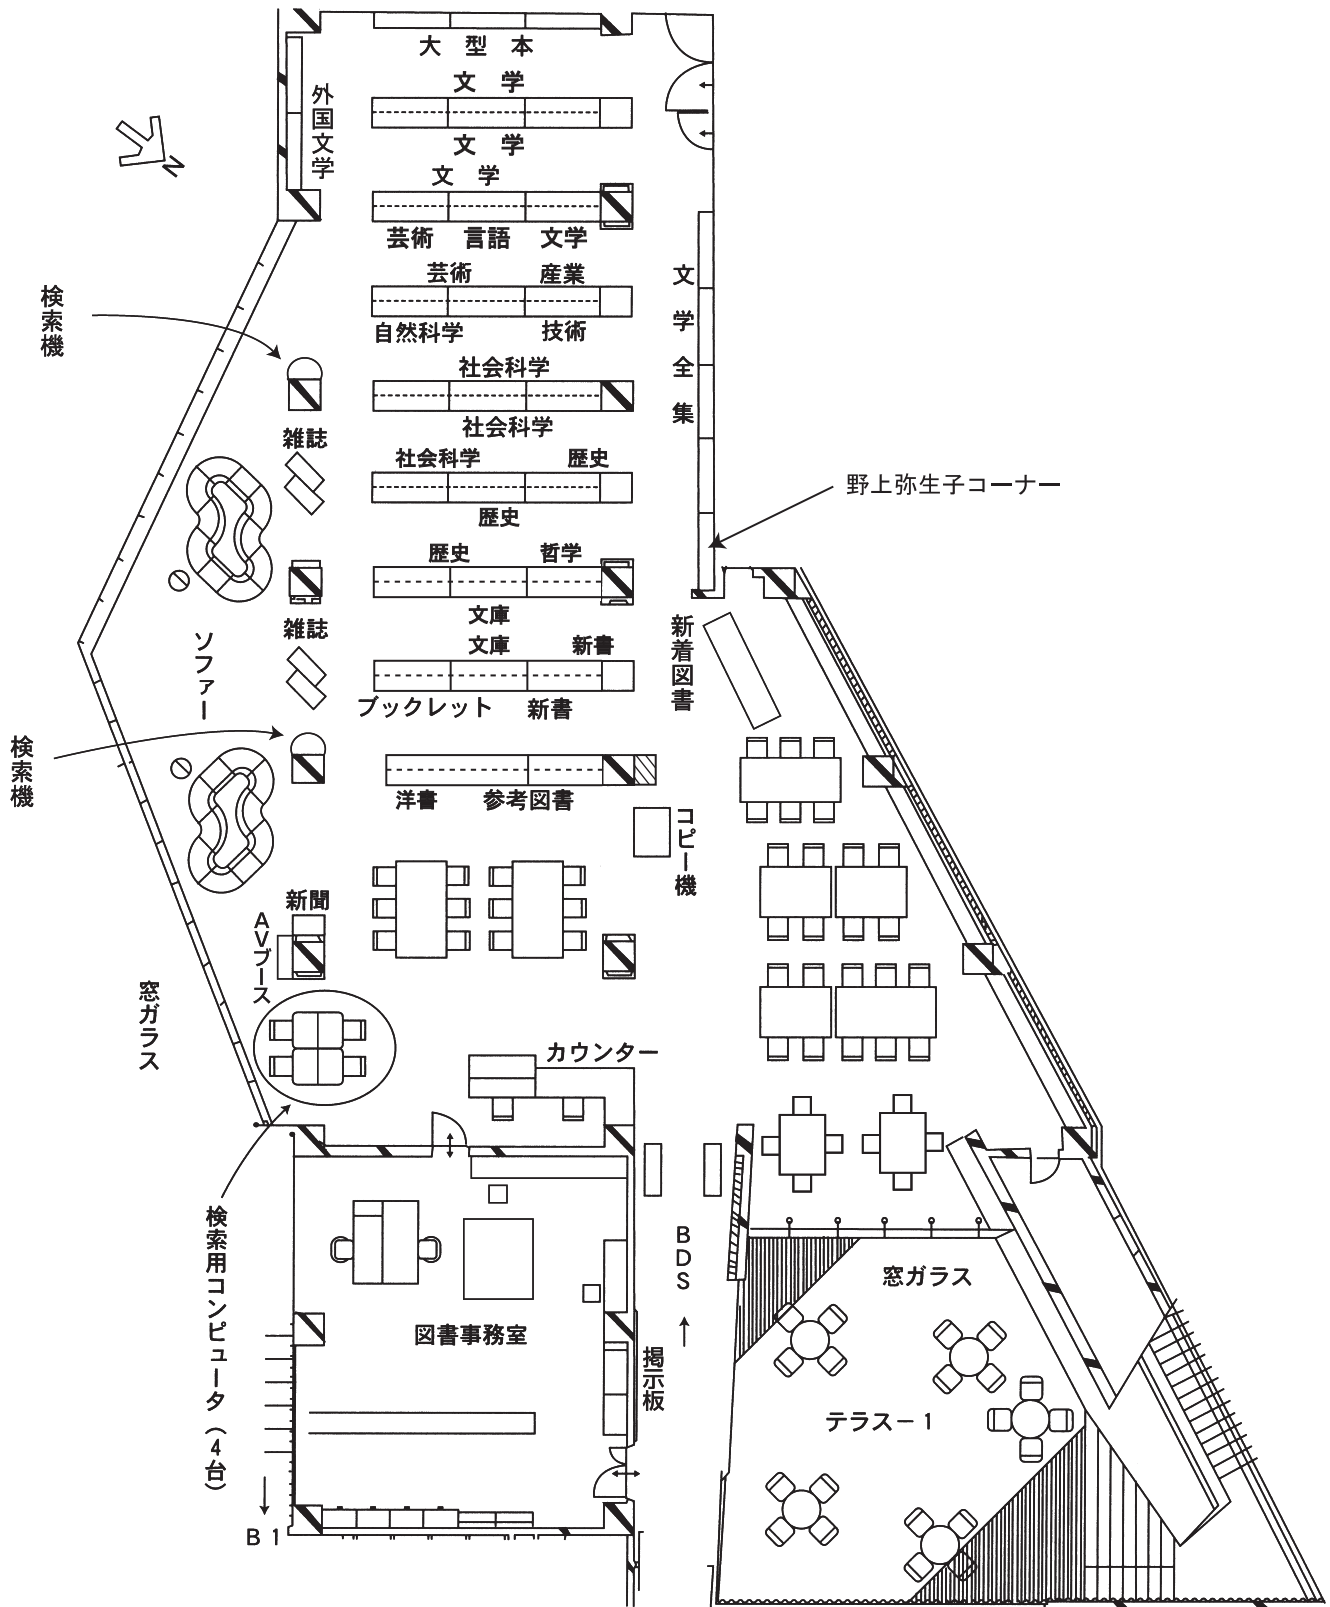 大型本
文学
外国文学
文学
文学
芸術 言語 文学
N
芸術 産業
自然科学 技術
文学全集
検索機
社会科学
社会科学
雑誌
社会科学 歴史
歴史
野上弥生子コーナー
歴史 哲学
文庫
雑誌
文庫 新書
ブックレット 新書
新着図書
ソファー
検索機
洋書 参考図書
コピー機
新聞
AVブース
窓ガラス
カウンター
検索用コンピュータ(4台)
BDS
窓ガラス
図書事務室
掲示板
テラス-1
B1